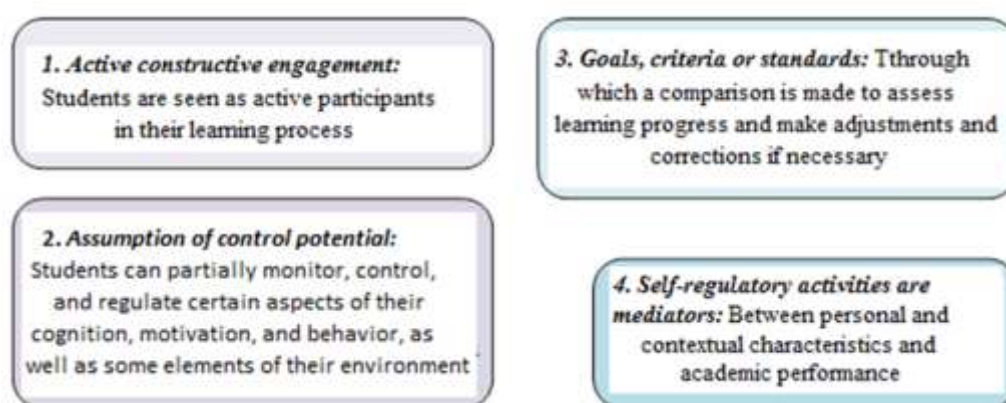 1. Active constructive engagement:
Students are seen as active participants
in their learning process
2. Assumption of control potential:
Students can partially monitor, control,
and regulate certain aspects of their
cognition, motivation, and behavior, as
well as some elements of their environment
3. Goals, criteria or standards: Tthrough
which a comparison is made to assess
learning progress and make adjustments and
corrections if necessary
4. Self-regulatory activities are
mediators: Between personal and
contextual characteristics and
academic performance